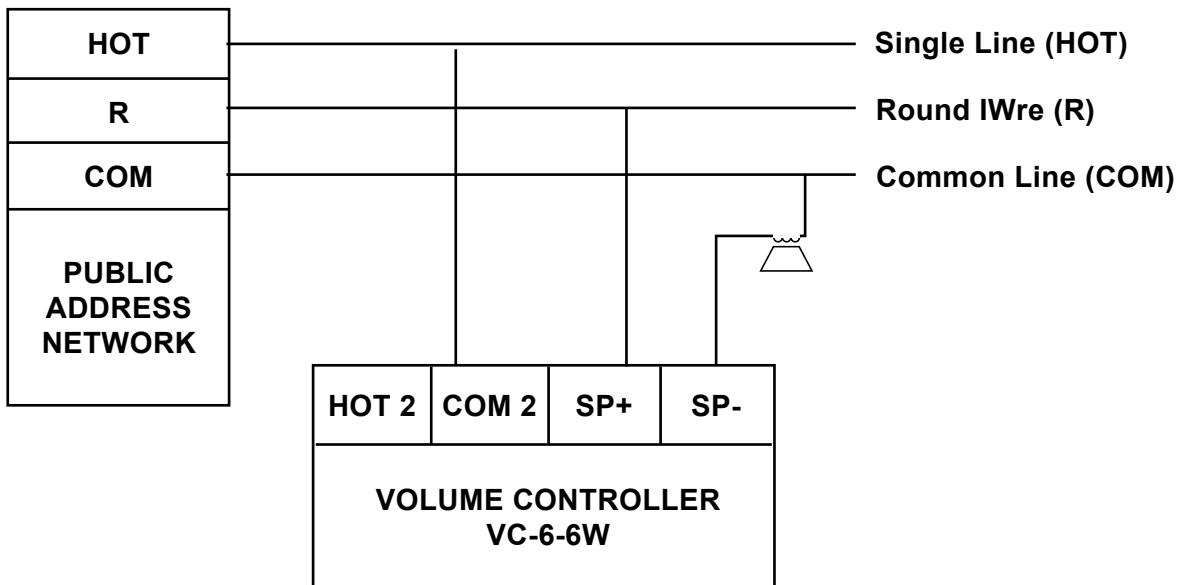 HOT
Single Line (HOT)
R
Round IWre (R)
COM
Common Line (COM)
PUBLIC
ADDRESS
NETWORK
HOT 2
COM 2
SP+
SP-
VOLUME CONTROLLER
VC-6-6W